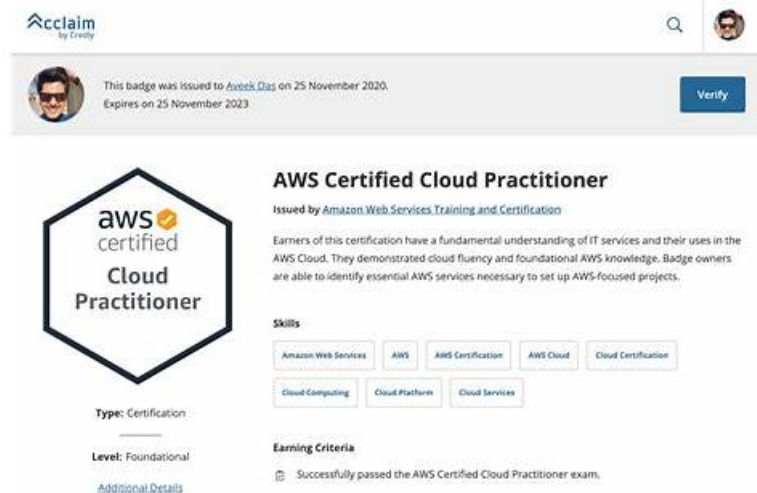 Acclaim
by Credly
This badge was issued to Aveek Das on 25 November 2020.
Expires on 25 November 2023
Verify
aws
certified
Cloud
Practitioner
Type: Certification
Level: Foundational
Additional Details
AWS Certified Cloud Practitioner
Issued by Amazon Web Services Training and Certification
Earners of this certification have a fundamental understanding of IT services and their uses in the
AWS Cloud. They demonstrated cloud fluency and foundational AWS knowledge. Badge owners
are able to identify essential AWS services necessary to set up AWS-focused projects.
Skills
Amazon Web Services AWS AWS Certification AWS Cloud Cloud Certification
Cloud Computing Cloud Platform Cloud Services
Earning Criteria
Successfully passed the AWS Certified Cloud Practitioner exam.